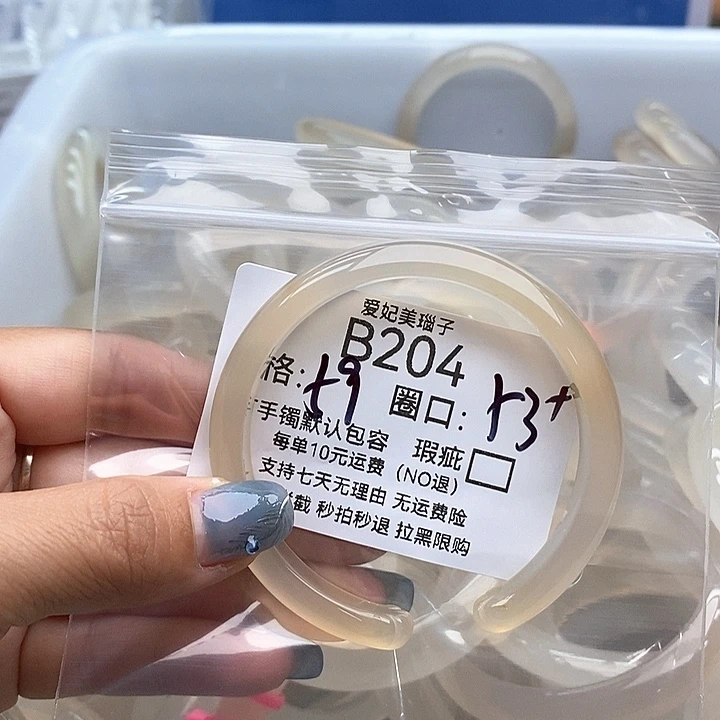 爱妃美瑙子
B204
格: 59 圈口: 53+
手镯默认包容 瑕疵
每单10元运费 (NO退)
支持七天无理由 无运费险
截 秒拍秒退 拉黑限购